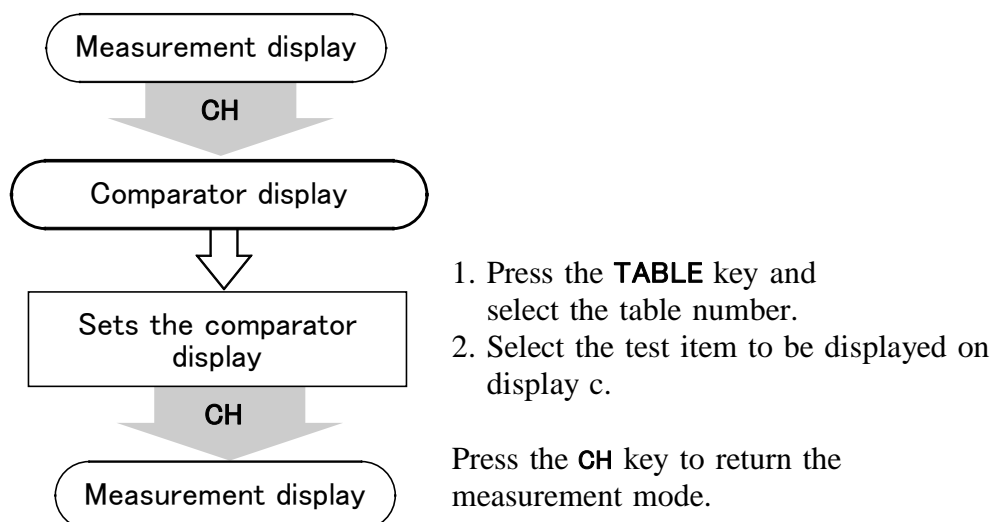 Measurement display
CH
Comparator display
1. Press the TABLE key and
select the table number.
Sets the comparator
display
2. Select the test item to be displayed on
display c.
CH
Press the CH key to return the
measurement mode.
Measurement display